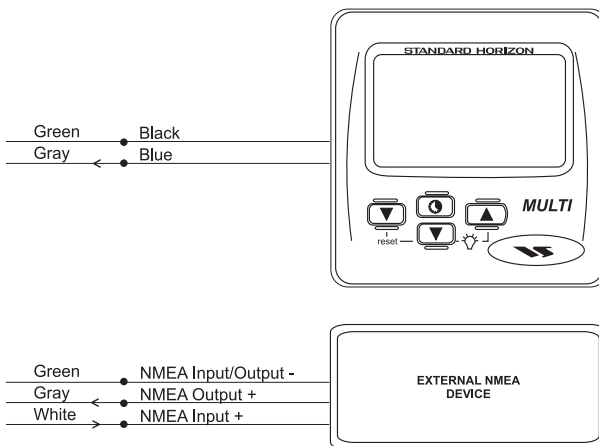 STANDARD HORIZON
Green Black
Gray Blue
MULTI
reset
Green NMEA Input/Output -
Gray NMEA Output +
White NMEA Input +
EXTERNAL NMEA
DEVICE